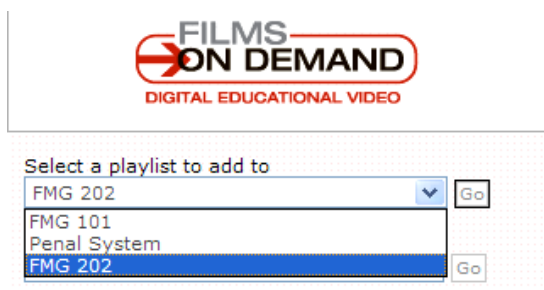 FILMS
ON DEMAND
DIGITAL EDUCATIONAL VIDEO
Select a playlist to add to
FMG 202
Go
FMG 101
Penal System
FMG 202
Go